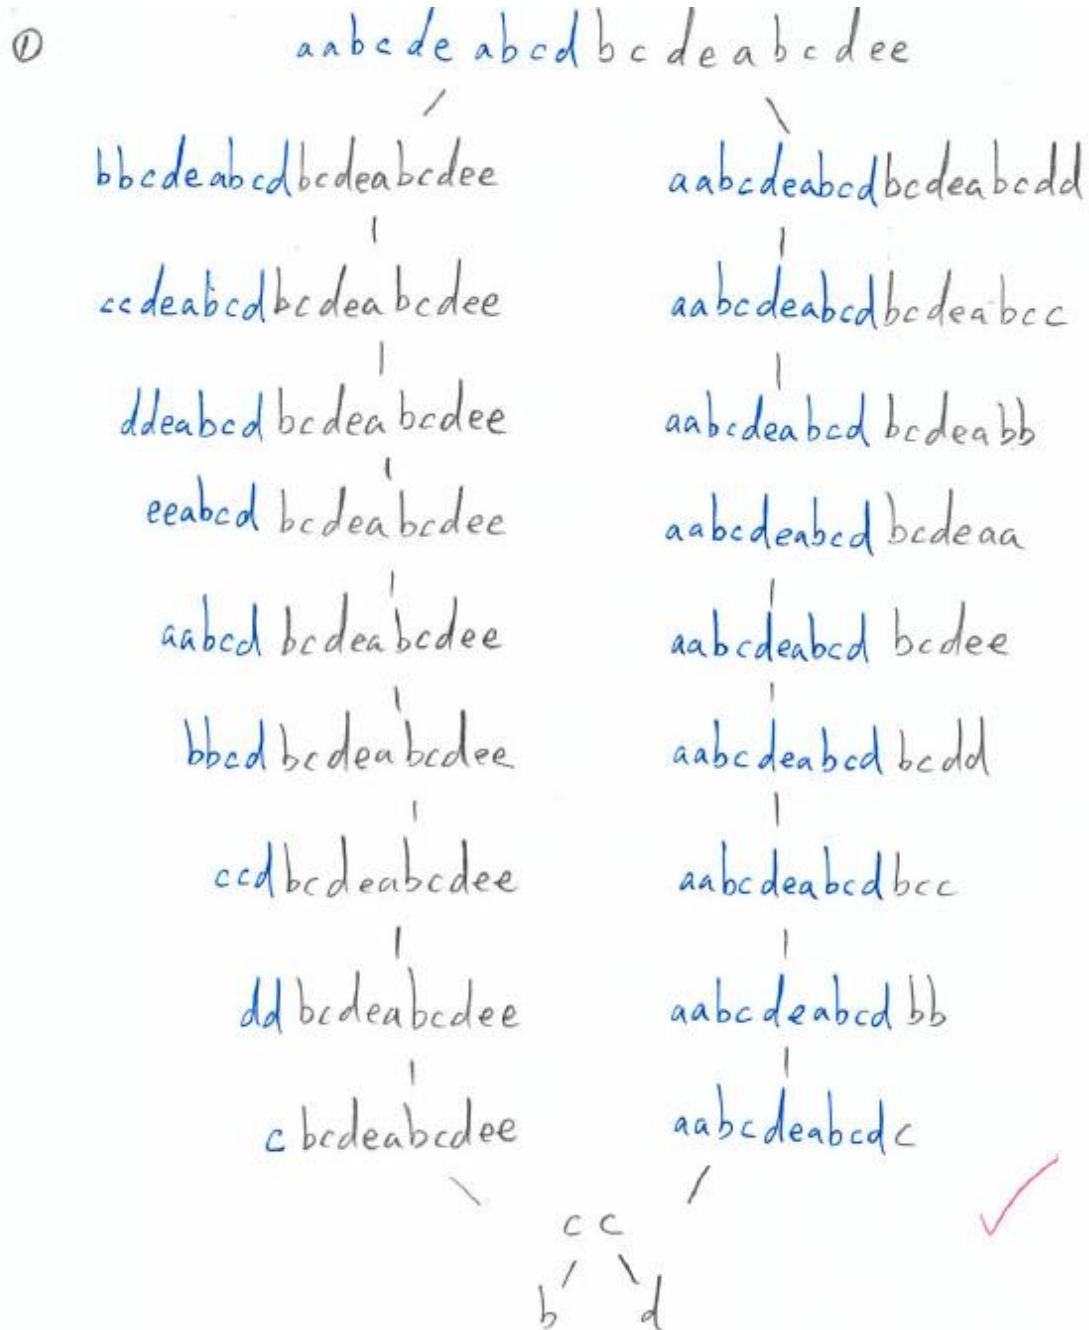 ① aabcdeabcdbcdeabcdee
bbcdeabcdbcdeabcdee aabcdeabcdbcdeabcdd
ccdeabcdbcdeabcdee aabcdeabcdbcdeabcc
ddeabcdbcdeabcdee aabcdeabcdbcdeabb
eeabcdbcdeabcdee aabcdeabcdbcdeaa
aabcdbcdeabcdee aabcdeabcdbcdee
bbcdbcdeabcdee aabcdeabcdbcdd
ccdbcdeabcdee aabcdeabcdbcc
ddbcdeabcdee aabcdeabcdbb
cbcdeabcdee aabcdeabcdc
cc
b d